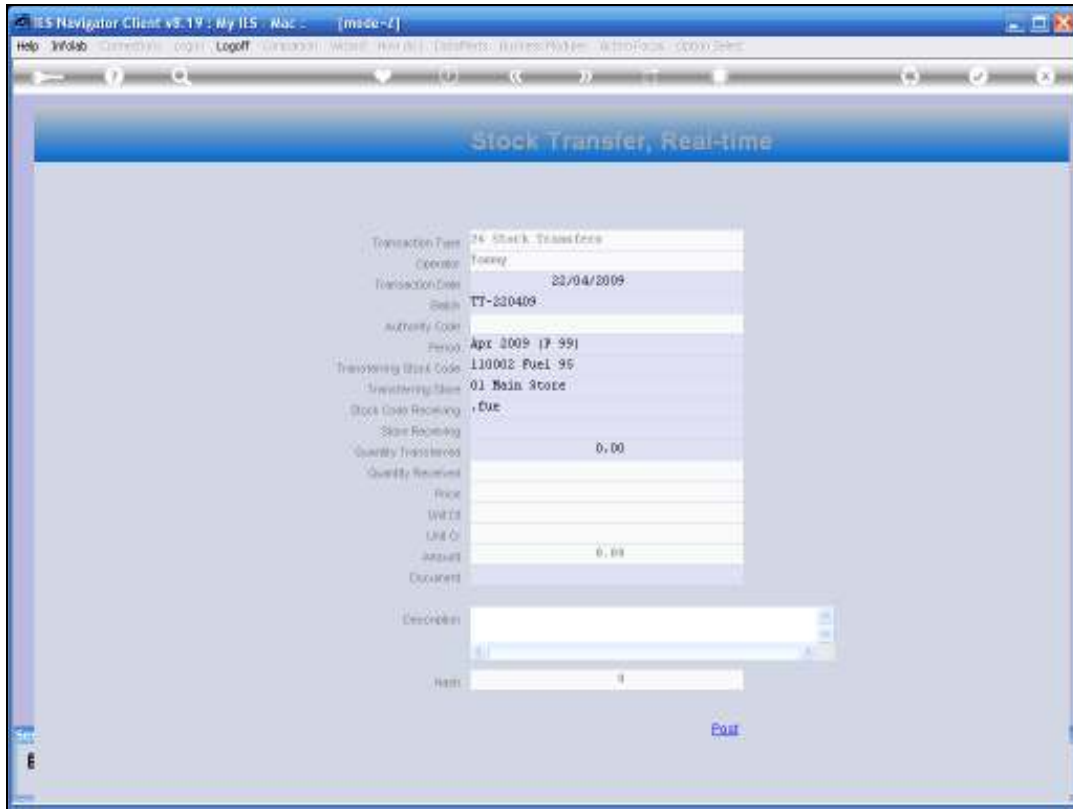 IES Navigator Client v8.19 : My IES - Mac : [mode-/]
Help Infolab Logoff
Stock Transfer, Real-time
Transaction Type 24 Stock Transfers
Operator Tommy
Transaction Date 22/04/2009
Batch TT-220409
Authority Code
Period Apr 2009 (P 99)
Transferring Stock Code 110002 Fuel 95
Transferring Store 01 Main Store
Stock Code Receiving .fue
Store Receiving
Quantity Transferred 0.00
Quantity Received
Price
Unit Dt
Unit Cr
Amount 0.00
Document
Description
Hash 0
Post